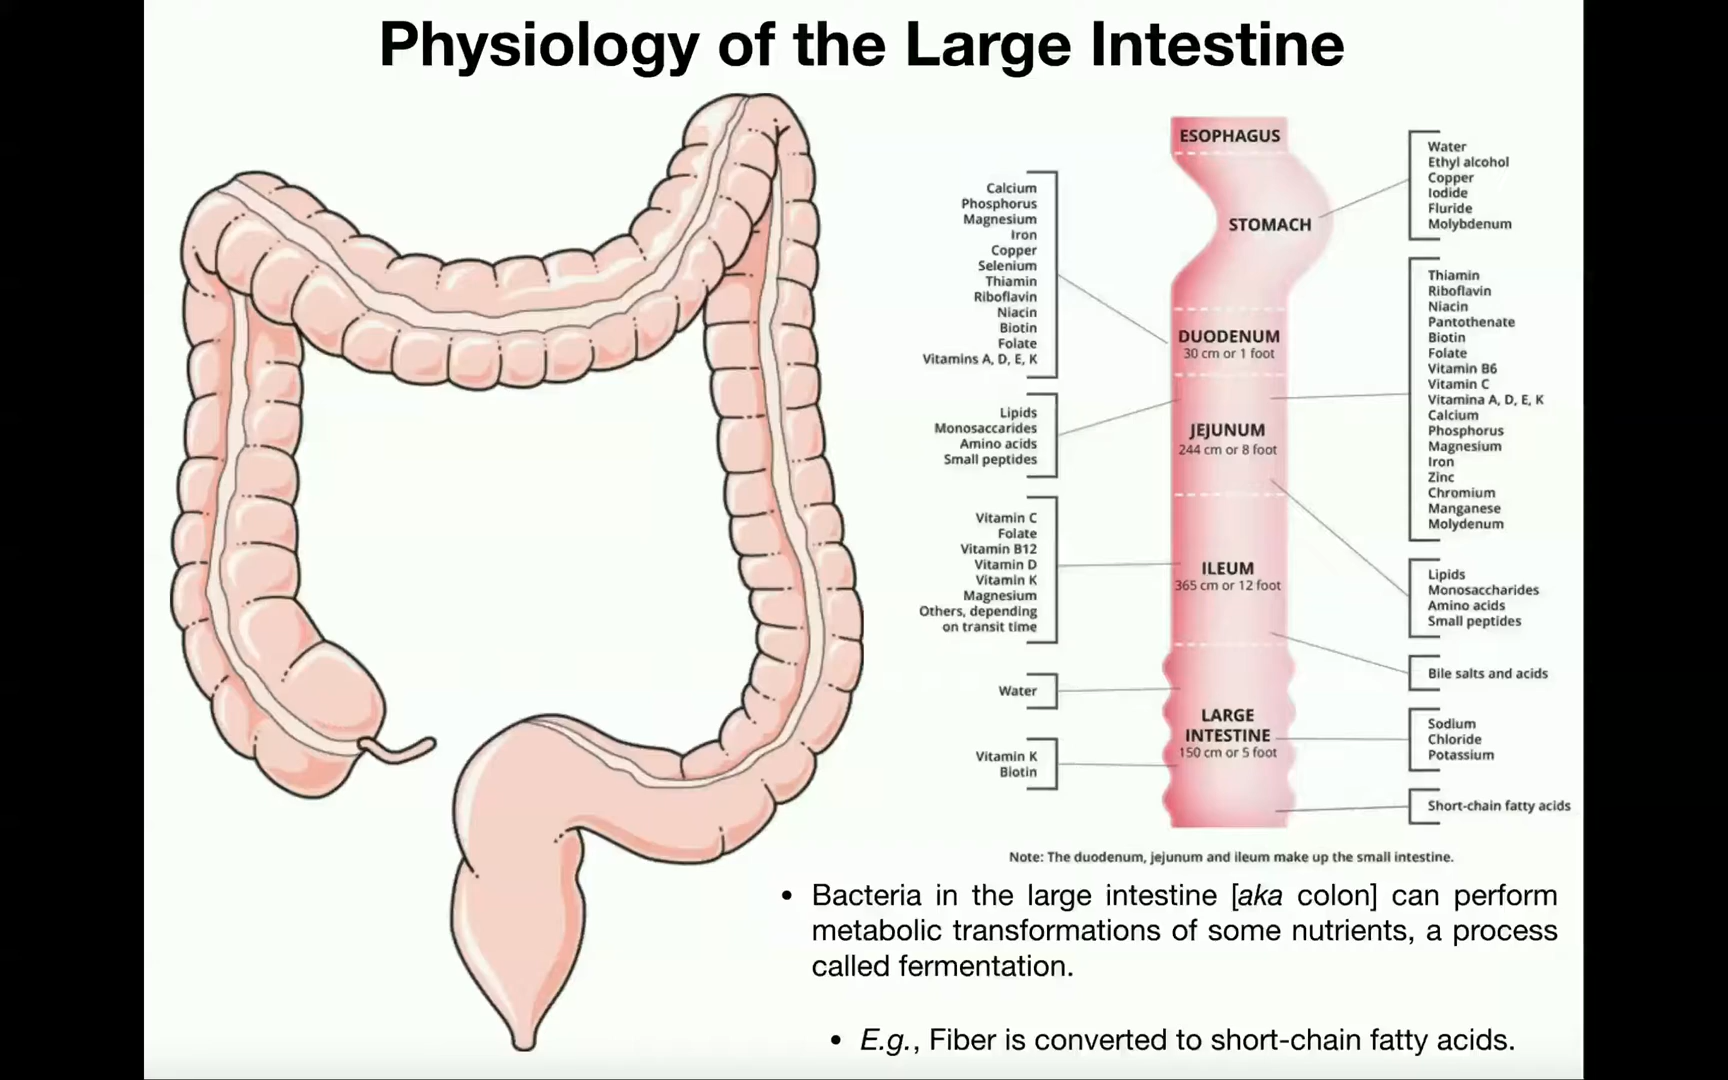 Physiology of the Large Intestine
Calcium
Phosphorus
Magnesium
Iron
Copper
Selenium
Thiamin
Riboflavin
Niacin
Biotin
Folate
Vitamins A, D, E, K
Lipids
Monosaccarides
Amino acids
Small peptides
Vitamin C
Folate
Vitamin B12
Vitamin D
Vitamin K
Magnesium
Others, depending
on transit time
Water
Vitamin K
Biotin
ESOPHAGUS
STOMACH
DUODENUM
30 cm or 1 foot
JEJUNUM
244 cm or 8 foot
ILEUM
365 cm or 12 foot
LARGE
INTESTINE
150 cm or 5 foot
Water
Ethyl alcohol
Copper
Iodide
Fluride
Molybdenum
Thiamin
Riboflavin
Niacin
Pantothenate
Biotin
Folate
Vitamin B6
Vitamin C
Vitamina A, D, E, K
Calcium
Phosphorus
Magnesium
Iron
Zinc
Chromium
Manganese
Molydenum
Lipids
Monosaccharides
Amino acids
Small peptides
Bile salts and acids
Sodium
Chloride
Potassium
Short-chain fatty acids
Note: The duodenum, jejunum and ileum make up the small intestine.
• Bacteria in the large intestine [aka colon] can perform
metabolic transformations of some nutrients, a process
called fermentation.
• E.g., Fiber is converted to short-chain fatty acids.